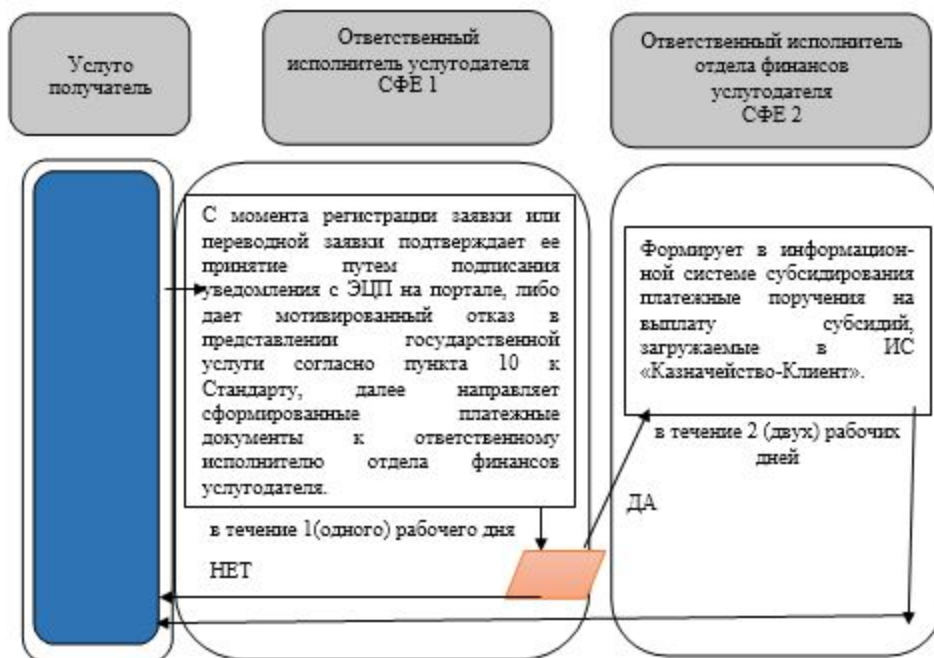 Услуго
получатель
Ответственный
исполнитель услугодателя
СФЕ 1
Ответственный исполнитель
отдела финансов
услугодателя
СФЕ 2
С момента регистрации заявки или
переводной заявки подтверждает ее
принятие путем подписания
уведомления с ЭЦП на портале, либо
дает мотивированный отказ в
представлении государственной
услуги согласно пункта 10 к
Стандарту, далее направляет
сформированные платежные
документы к ответственному
исполнителю отдела финансов
услугодателя.
в течение 1(одного) рабочего дня
НЕТ
Формирует в информацион-
ной системе субсидирования
платежные поручения на
выплату субсидий,
загружаемые в ИС
«Казначейство-Клиент».
в течение 2 (двух) рабочих
дней
ДА